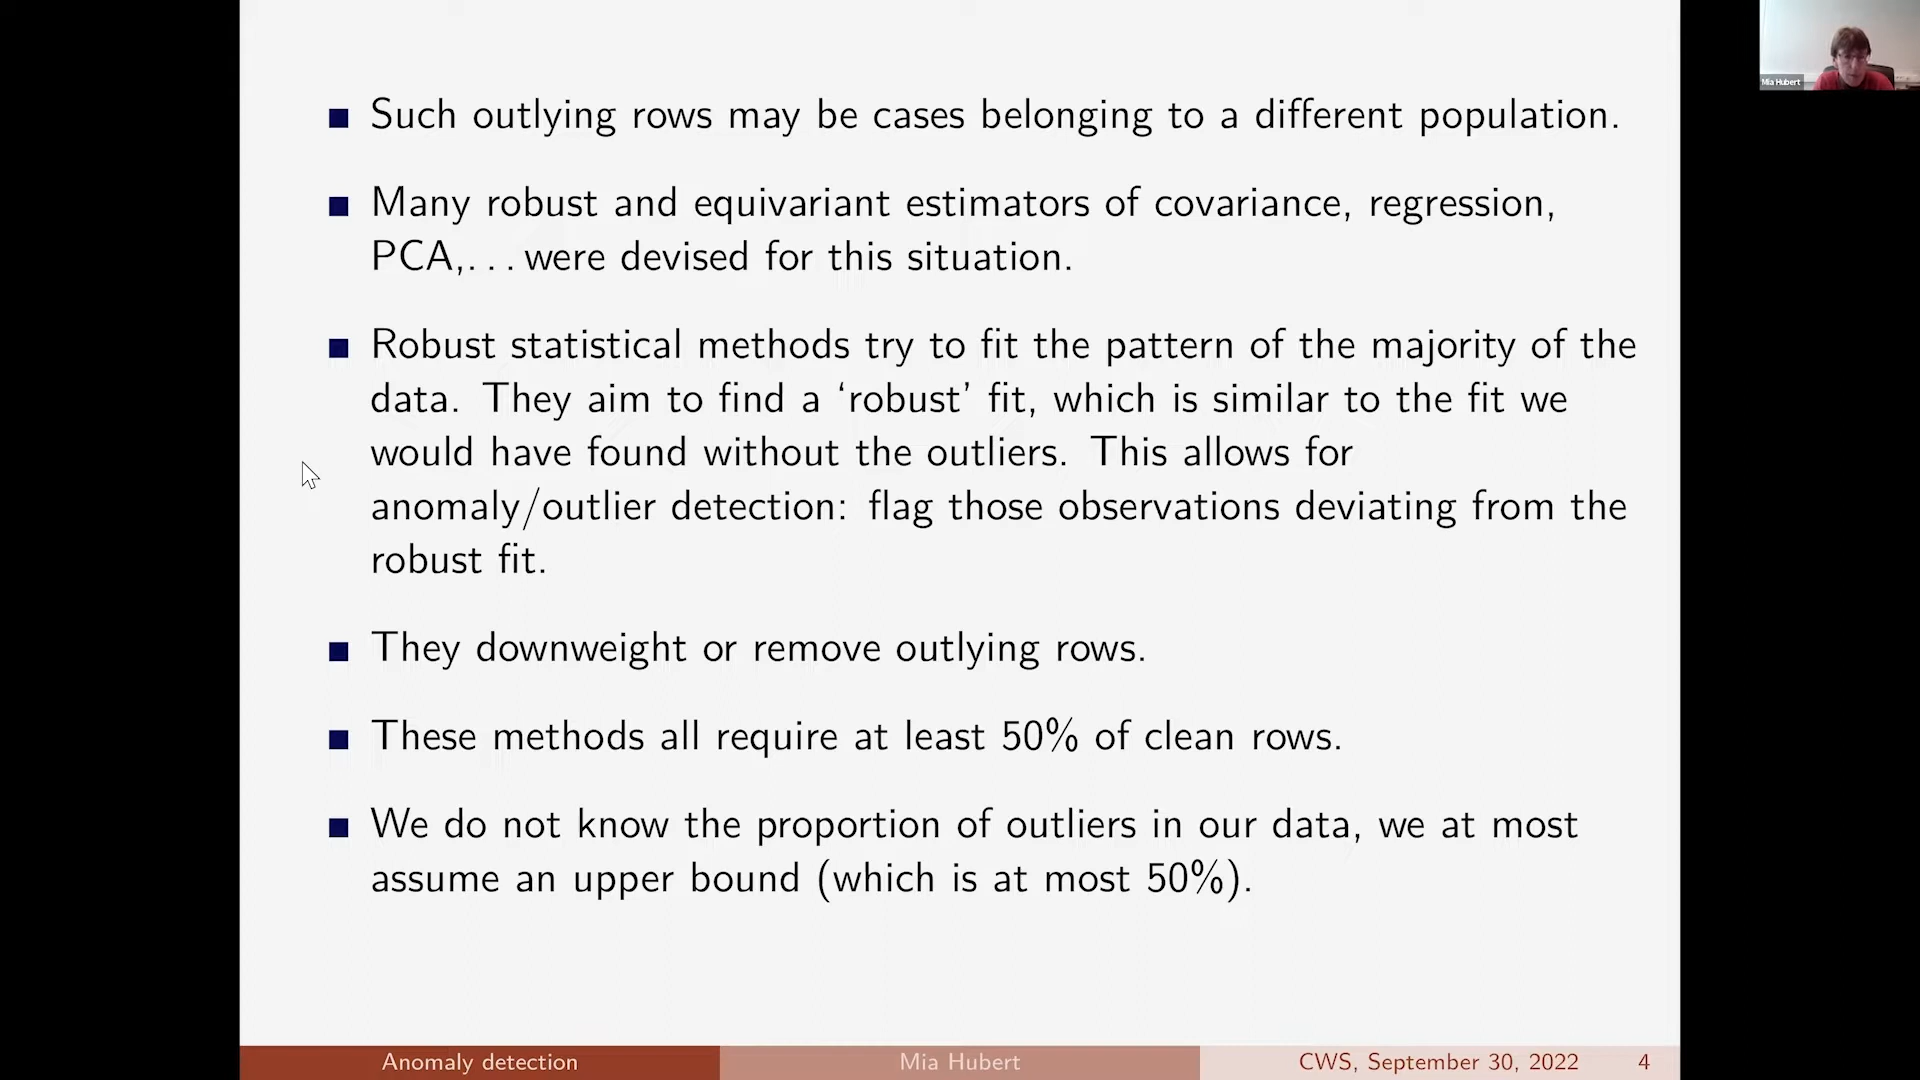 Mia Hubert
Such outlying rows may be cases belonging to a different population.
Many robust and equivariant estimators of covariance, regression,
PCA,... were devised for this situation.
Robust statistical methods try to fit the pattern of the majority of the
data. They aim to find a ‘robust’ fit, which is similar to the fit we
would have found without the outliers. This allows for
anomaly/outlier detection: flag those observations deviating from the
robust fit.
They downweight or remove outlying rows.
These methods all require at least 50% of clean rows.
We do not know the proportion of outliers in our data, we at most
assume an upper bound (which is at most 50%).
Anomaly detection Mia Hubert CWS, September 30, 2022 4